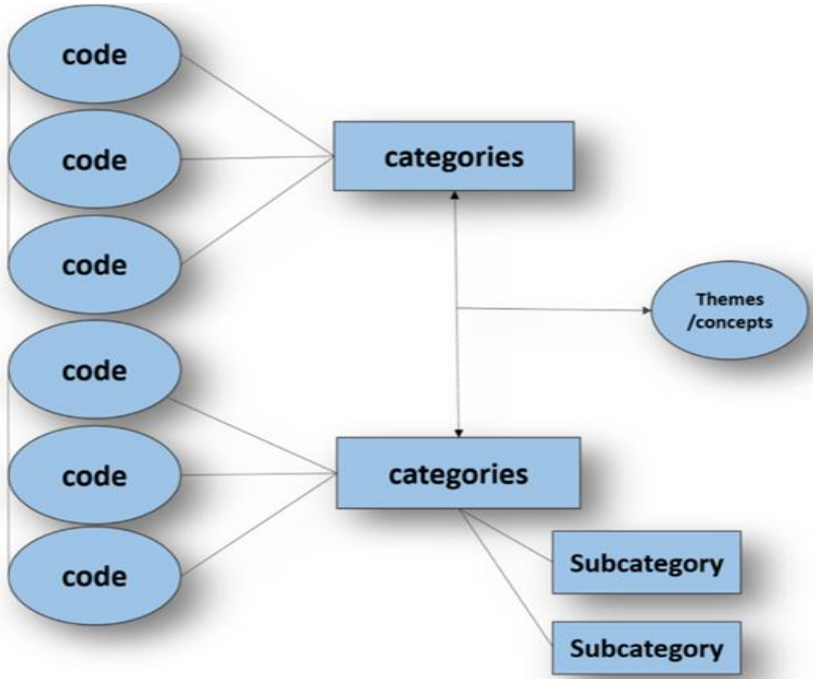 code
code
code
code
code
code
categories
categories
Themes
/concepts
Subcategory
Subcategory